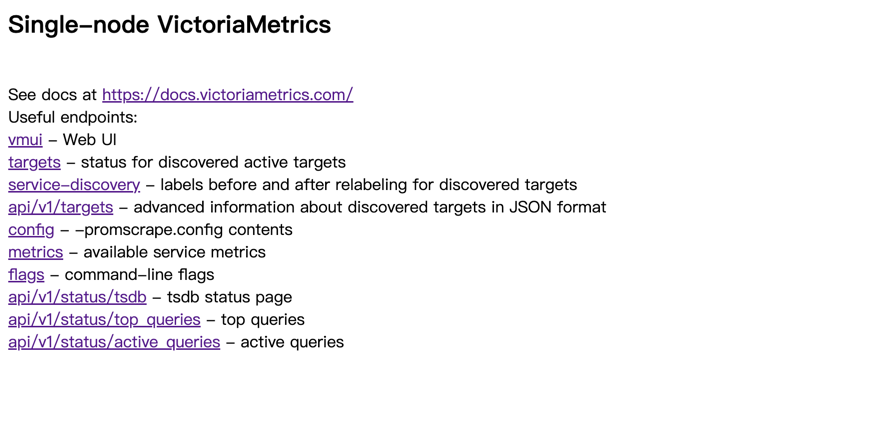 Single-node VictoriaMetrics
See docs at https://docs.victoriametrics.com/
Useful endpoints:
vmui - Web UI
targets - status for discovered active targets
service-discovery - labels before and after relabeling for discovered targets
api/v1/targets - advanced information about discovered targets in JSON format
config - -promscrape.config contents
metrics - available service metrics
flags - command-line flags
api/v1/status/tsdb - tsdb status page
api/v1/status/top_queries - top queries
api/v1/status/active_queries - active queries